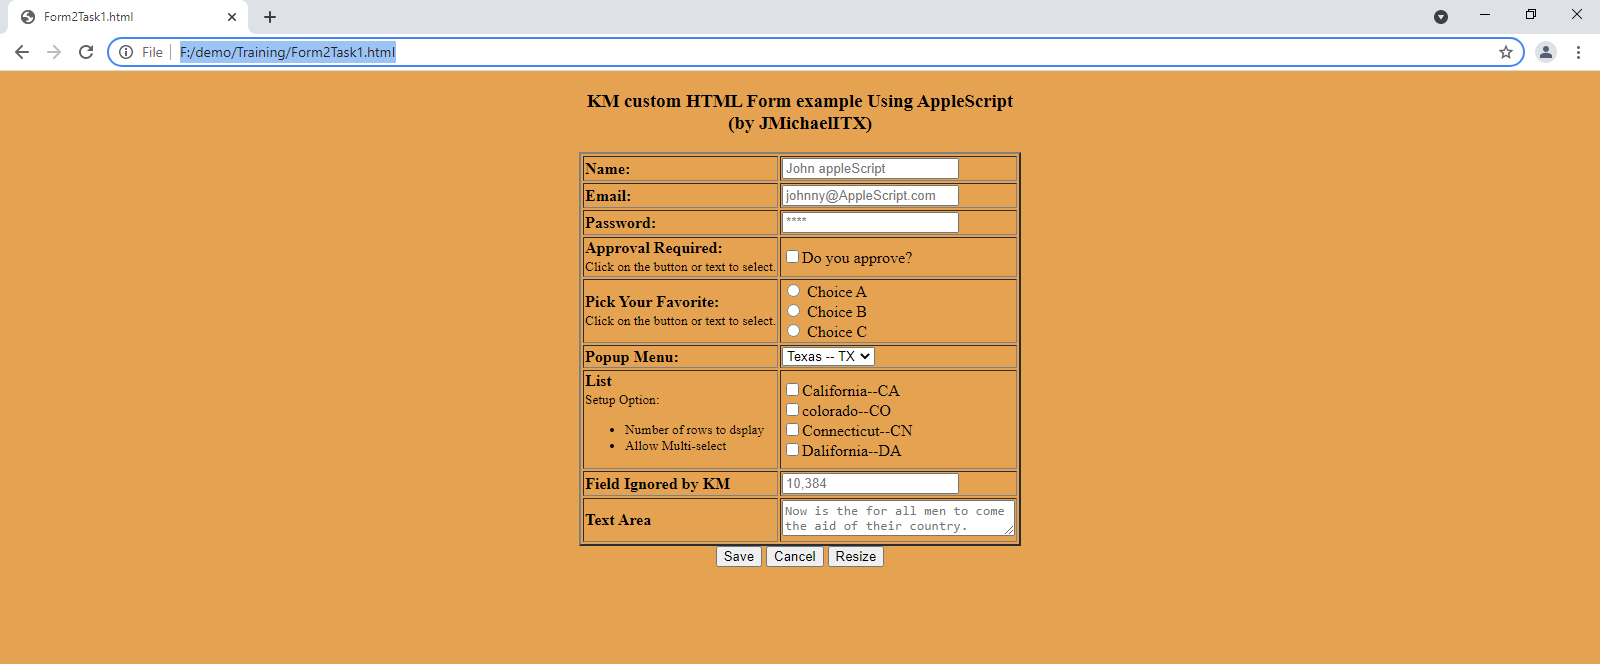 Form2Task1.html
File F:/demo/Training/Form2Task1.html
KM custom HTML Form example Using AppleScript
(by JMichaelITX)
Name: John appleScript
Email: johnny@AppleScript.com
Password: ****
Approval Required:
Click on the button or text to select.
Do you approve?
Pick Your Favorite:
Click on the button or text to select.
Choice A
Choice B
Choice C
Popup Menu: Texas -- TX
List
Setup Option:
Number of rows to dsplay
Allow Multi-select
California--CA
colorado--CO
Connecticut--CN
Dalifornia--DA
Field Ignored by KM 10,384
Text Area
Now is the for all men to come
the aid of their country.
Save Cancel Resize